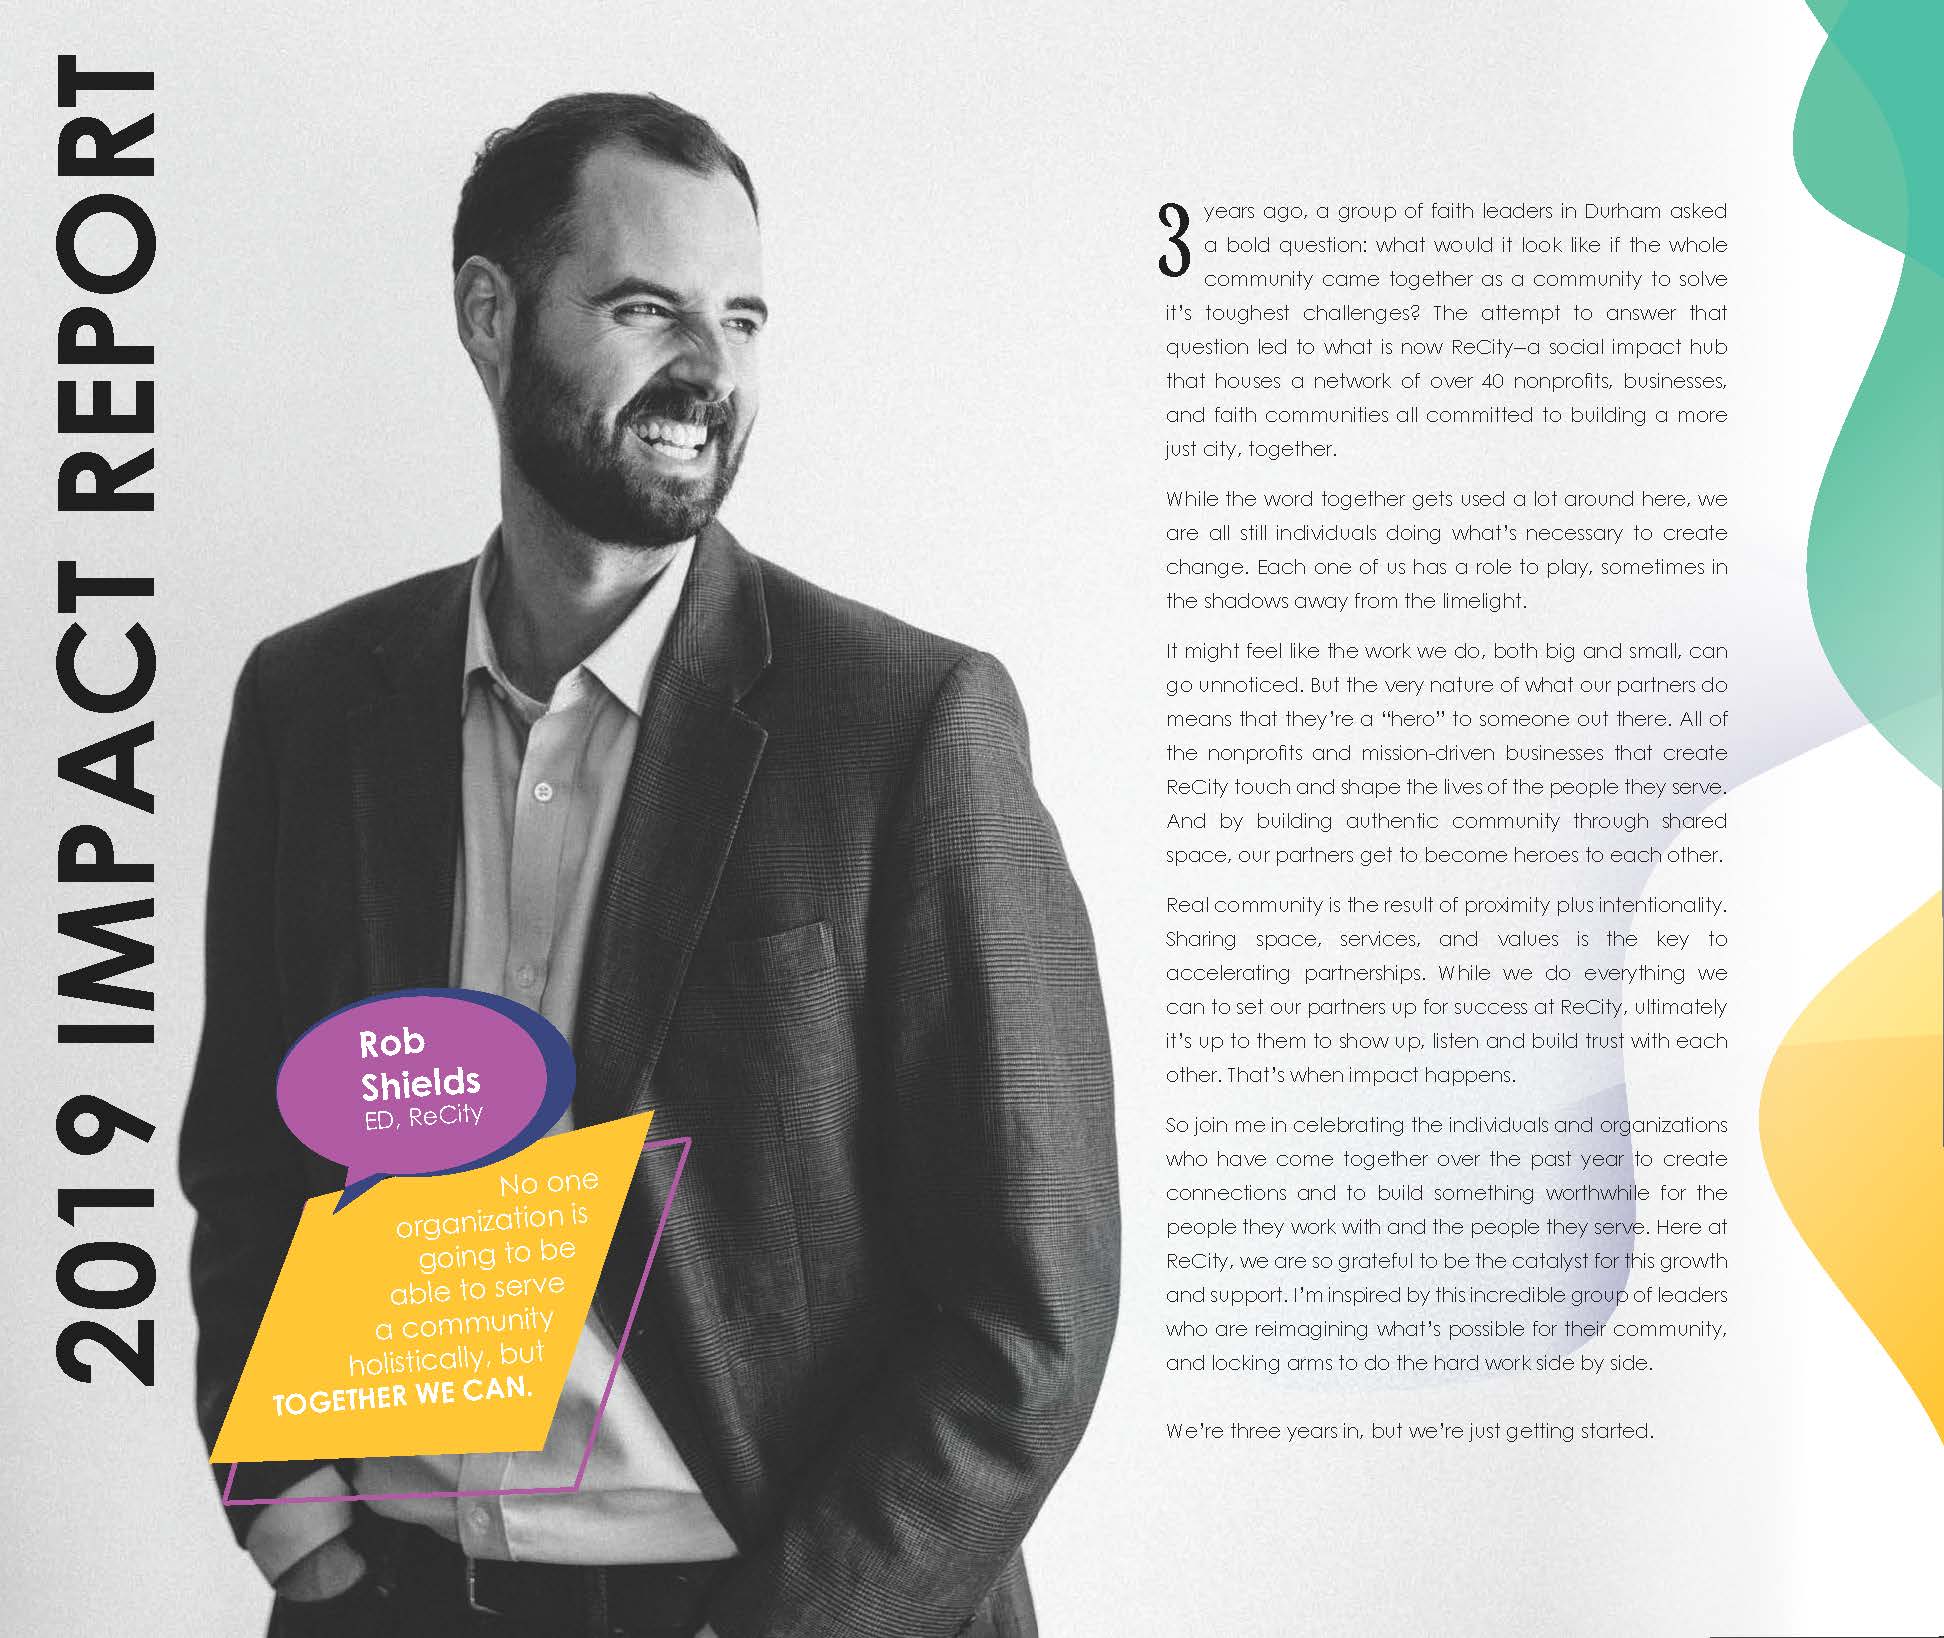 2019 IMPACT REPORT
Rob
Shields
ED, ReCity
No one
organization is
going to be
able to serve
a community
holistically, but
TOGETHER WE CAN.
3 years ago, a group of faith leaders in Durham asked
a bold question: what would it look like if the whole
community came together as a community to solve
it's toughest challenges? The attempt to answer that
question led to what is now ReCity—a social impact hub
that houses a network of over 40 nonprofits, businesses,
and faith communities all committed to building a more
just city, together.
While the word together gets used a lot around here, we
are all still individuals doing what's necessary to create
change. Each one of us has a role to play, sometimes in
the shadows away from the limelight.
It might feel like the work we do, both big and small, can
go unnoticed. But the very nature of what our partners do
means that they're a “hero” to someone out there. All of
the nonprofits and mission-driven businesses that create
ReCity touch and shape the lives of the people they serve.
And by building authentic community through shared
space, our partners get to become heroes to each other.
Real community is the result of proximity plus intentionality.
Sharing space, services, and values is the key to
accelerating partnerships. While we do everything we
can to set our partners up for success at ReCity, ultimately
it's up to them to show up, listen and build trust with each
other. That's when impact happens.
So join me in celebrating the individuals and organizations
who have come together over the past year to create
connections and to build something worthwhile for the
people they work with and the people they serve. Here at
ReCity, we are so grateful to be the catalyst for this growth
and support. I'm inspired by this incredible group of leaders
who are reimagining what's possible for their community,
and locking arms to do the hard work side by side.
We're three years in, but we're just getting started.